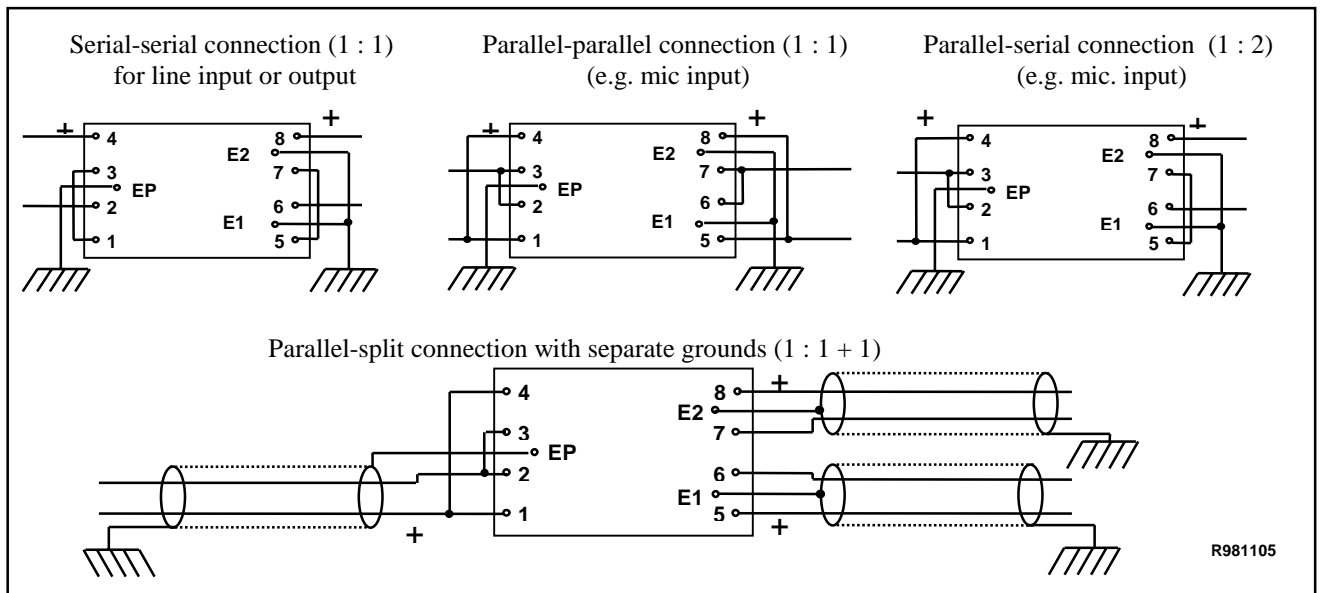 Serial-serial connection (1 : 1)
for line input or output
Parallel-parallel connection (1 : 1)
(e.g. mic input)
Parallel-serial connection (1 : 2)
(e.g. mic. input)
+
4
3
EP
2
1
+
8
E2
7
6
E1
5
+
4
3
EP
2
1
+
8
E2
7
6
E1
5
+
4
3
EP
2
1
+
8
E2
7
6
E1
5
Parallel-split connection with separate grounds (1 : 1 + 1)
4
3
EP
2
1
+
8
+
E2
7
6
E1
5
+
R981105